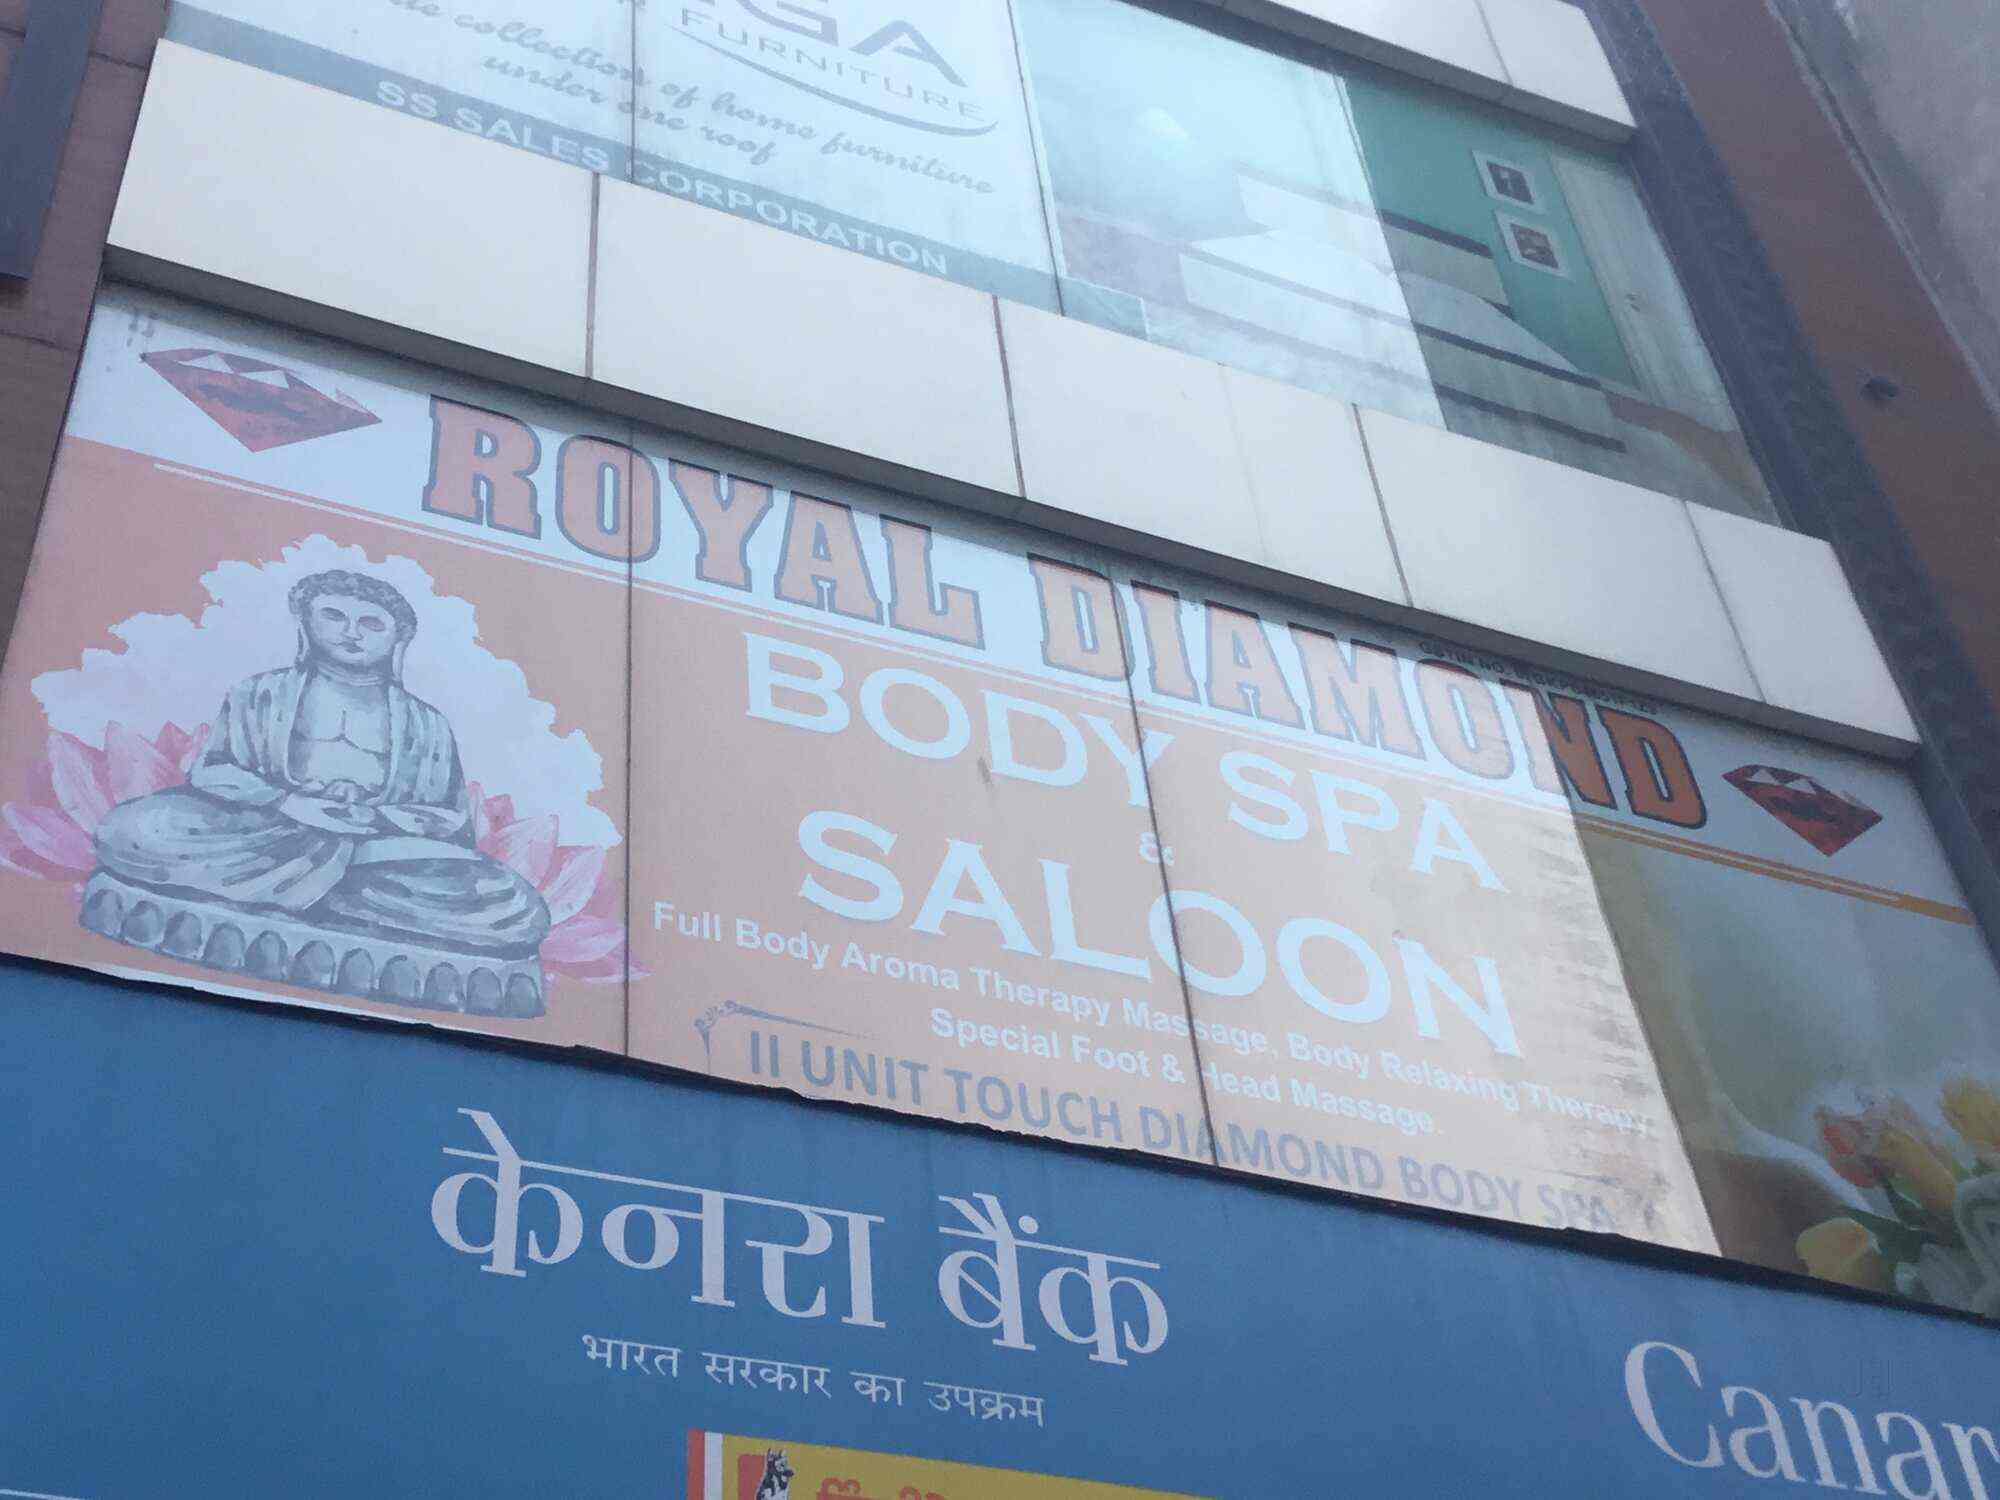 FURNITURE
collection of home furniture
under one roof
SS SALES CORPORATION
ROYAL DIAMOND
BODY SPA
&
SALOON
Full Body Aroma Therapy Massage, Body Relaxing Therapy
Special Foot & Head Massage.
II UNIT TOUCH DIAMOND BODY SPA
केनरा बैंक
भारत सरकार का उपक्रम
Canar